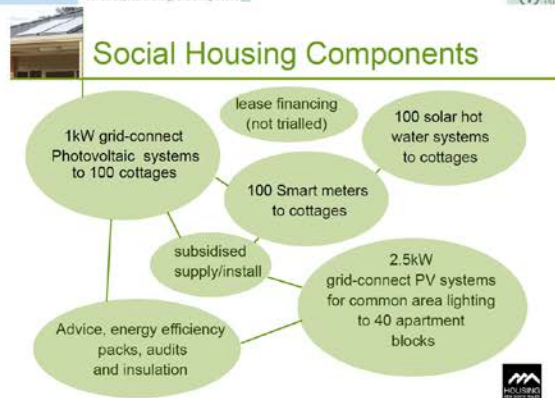 Social Housing Components
lease financing
(not trialled)
1kW grid-connect
Photovoltaic systems
to 100 cottages
100 solar hot
water systems
to cottages
100 Smart meters
to cottages
subsidised
supply/install
2.5kW
grid-connect PV systems
for common area lighting
to 40 apartment
blocks
Advice, energy efficiency
packs, audits
and insulation
HOUSING